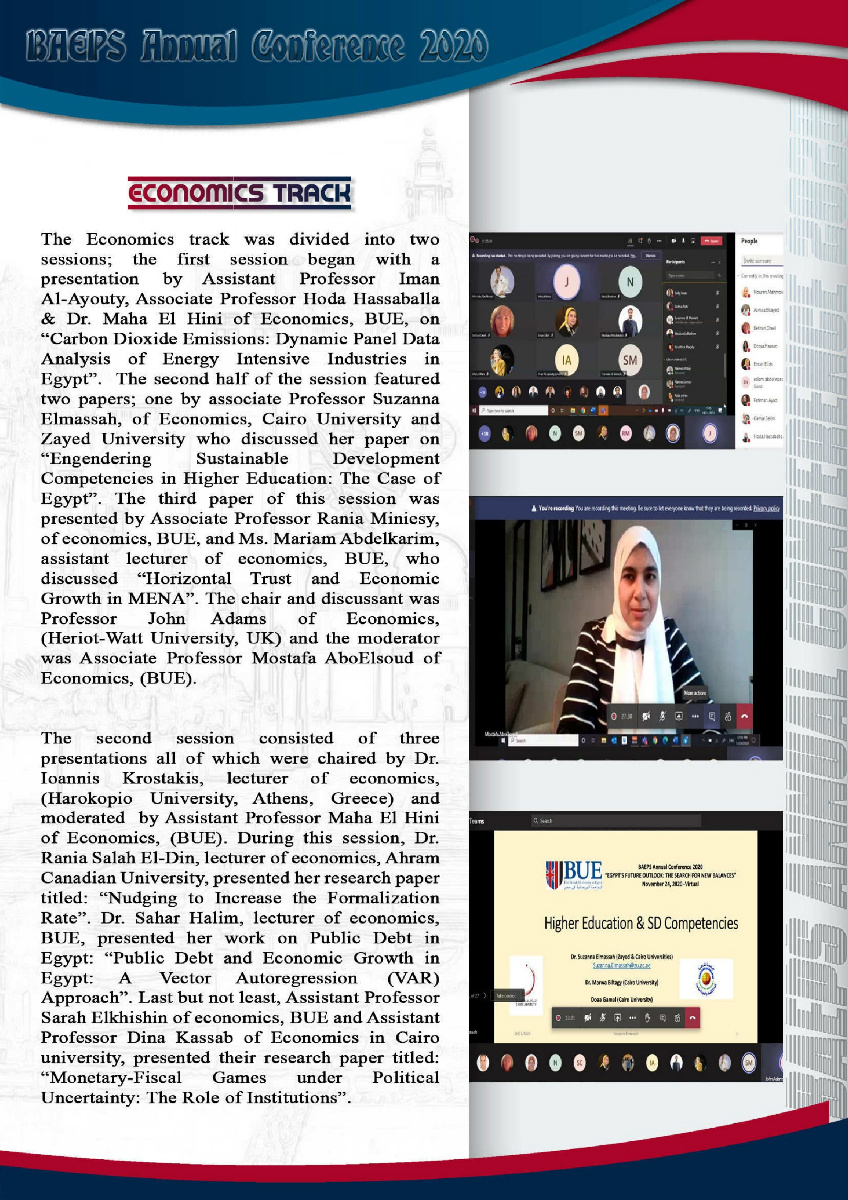 BAEPS Annual Conference 2020
ECONOMICS TRACK
The Economics track was divided into two
sessions; the first session began with a
presentation by Assistant Professor Iman
Al-Ayouty, Associate Professor Hoda Hassaballa
& Dr. Maha El Hini of Economics, BUE, on
“Carbon Dioxide Emissions: Dynamic Panel Data
Analysis of Energy Intensive Industries in
Egypt”. The second half of the session featured
two papers; one by associate Professor Suzanna
Elmassah, of Economics, Cairo University and
Zayed University who discussed her paper on
“Engendering Sustainable Development
Competencies in Higher Education: The Case of
Egypt”. The third paper of this session was
presented by Associate Professor Rania Miniesy,
of economics, BUE, and Ms. Mariam Abdelkarim,
assistant lecturer of economics, BUE, who
discussed “Horizontal Trust and Economic
Growth in MENA”. The chair and discussant was
Professor John Adams of Economics,
(Heriot-Watt University, UK) and the moderator
was Associate Professor Mostafa AboElsoud of
Economics, (BUE).
The second session consisted of three
presentations all of which were chaired by Dr.
Ioannis Krostakis, lecturer of economics,
(Harokopio University, Athens, Greece) and
moderated by Assistant Professor Maha El Hini
of Economics, (BUE). During this session, Dr.
Rania Salah El-Din, lecturer of economics, Ahram
Canadian University, presented her research paper
titled: “Nudging to Increase the Formalization
Rate”. Dr. Sahar Halim, lecturer of economics,
BUE, presented her work on Public Debt in
Egypt: “Public Debt and Economic Growth in
Egypt: A Vector Autoregression (VAR)
Approach”. Last but not least, Assistant Professor
Sarah Elkhishin of economics, BUE and Assistant
Professor Dina Kassab of Economics in Cairo
university, presented their research paper titled:
“Monetary-Fiscal Games under Political
Uncertainty: The Role of Institutions”.
People
Participants
J
N
IA
SM
N
SC
SM
RM
J
You're recording You are recording this meeting. Be sure to let everyone know that they are being recorded. Privacy policy
More actions
Teams
Search
BUE
BAEPS Annual Conference 2020
"EGYPT'S FUTURE OUTLOOK: THE SEARCH FOR NEW BALANCES"
November 24, 2020 -Virtual
Higher Education & SD Competencies
Dr. Suzanna Elmassah (Zayed & Cairo Universities)
Dr. Marwa Biltagy (Cairo University)
Doaa Gamal (Cairo University)
N
SC
IA
SM
BAEPS ANNUAL CONFERENCE